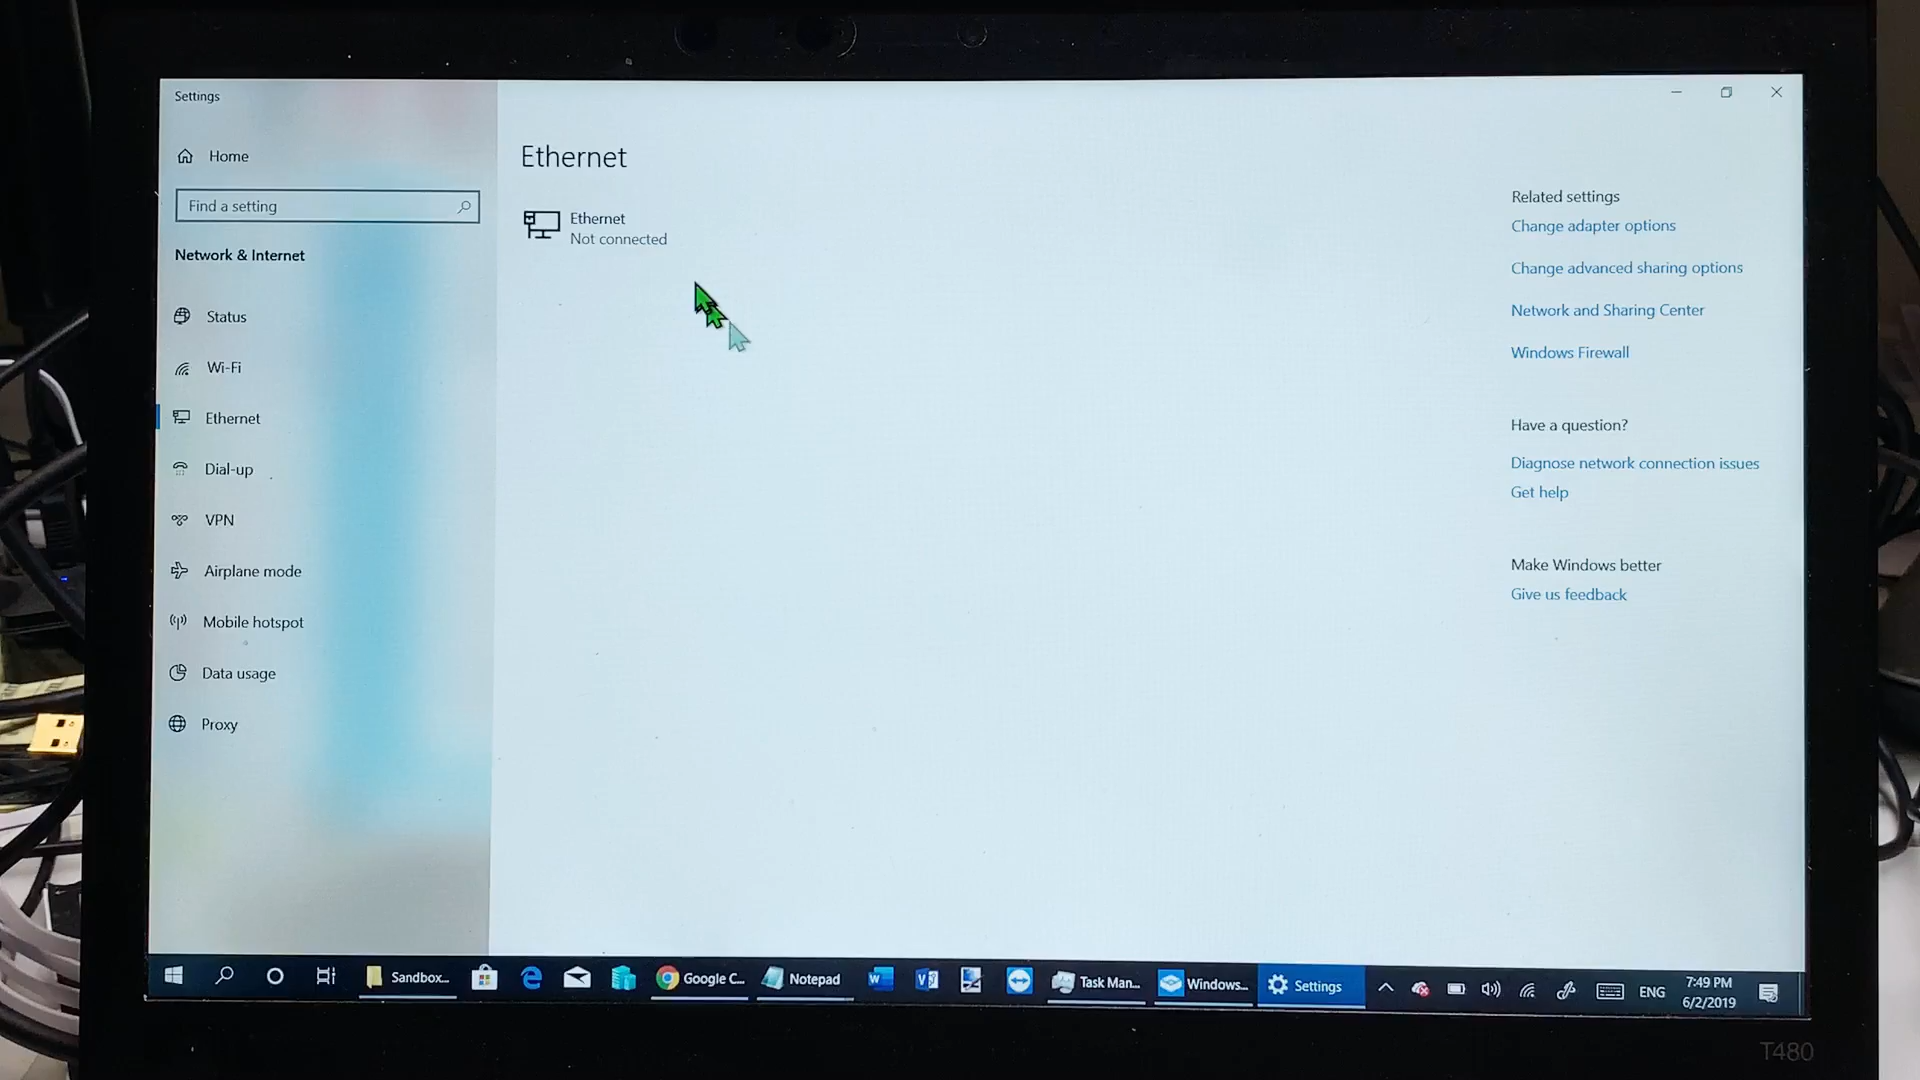 Settings
Home
Find a setting
Network & Internet
Status
Wi-Fi
Ethernet
Dial-up
VPN
Airplane mode
Mobile hotspot
Data usage
Proxy
Ethernet
Ethernet
Not connected
Related settings
Change adapter options
Change advanced sharing options
Network and Sharing Center
Windows Firewall
Have a question?
Diagnose network connection issues
Get help
Make Windows better
Give us feedback
Sandbox...
Google C...
Notepad
Task Man...
Windows...
Settings
ENG
7:49 PM
6/2/2019
T480